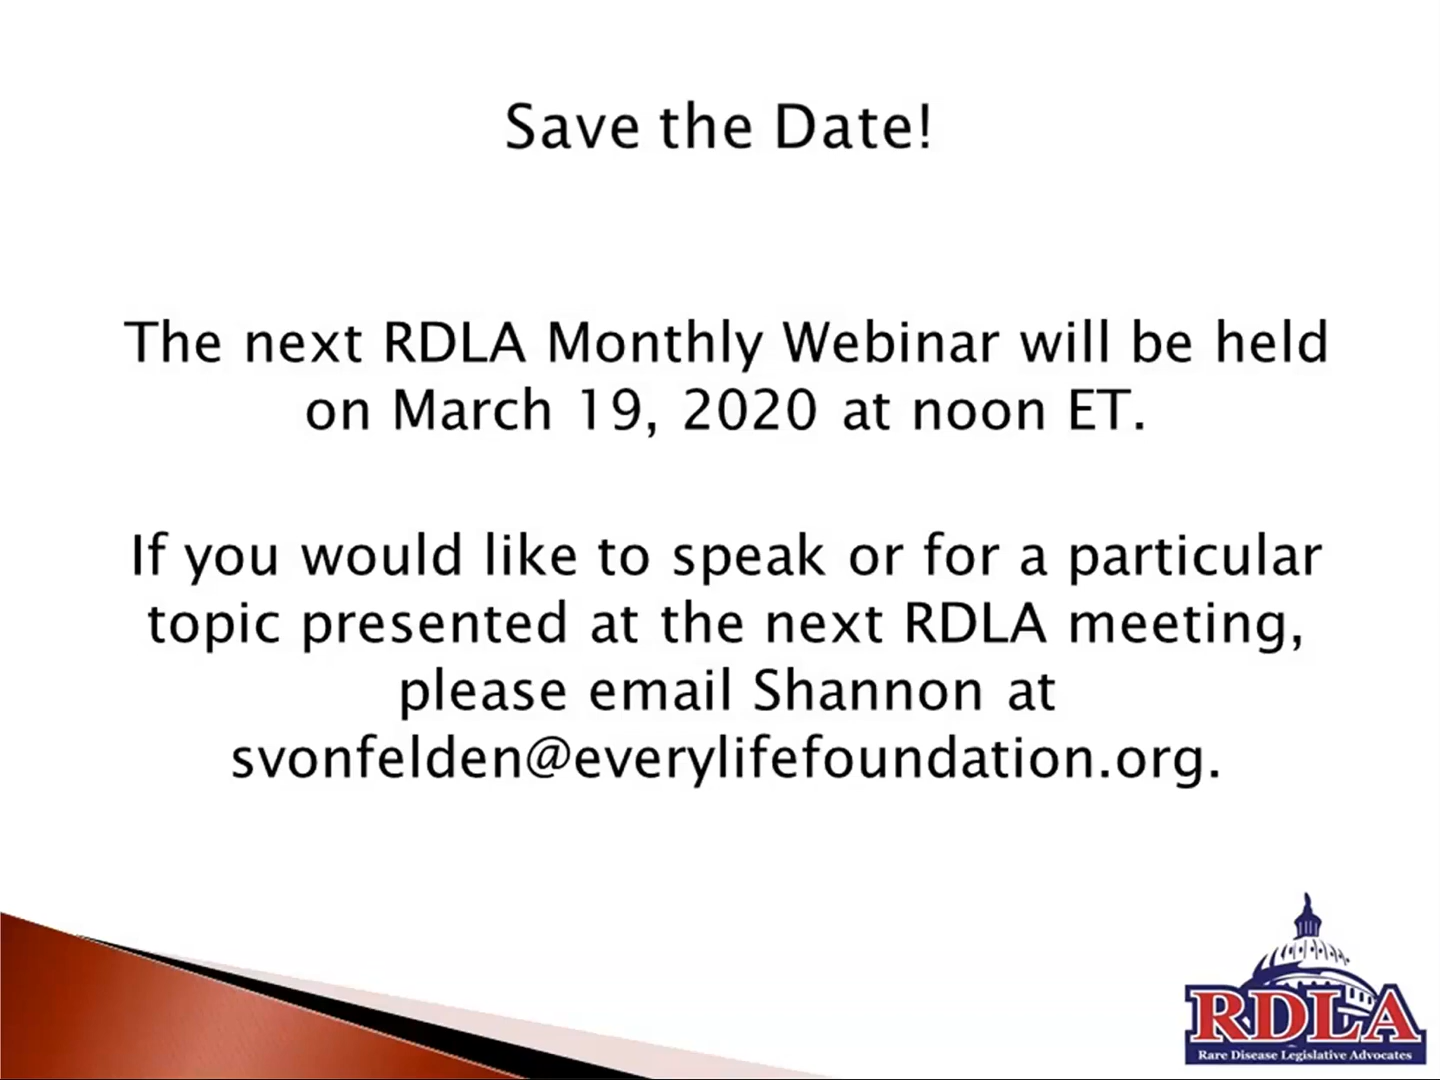 Save the Date!
The next RDLA Monthly Webinar will be held
on March 19, 2020 at noon ET.
If you would like to speak or for a particular
topic presented at the next RDLA meeting,
please email Shannon at
svonfelden@everylifefoundation.org.
RDLA
Rare Disease Legislative Advocates